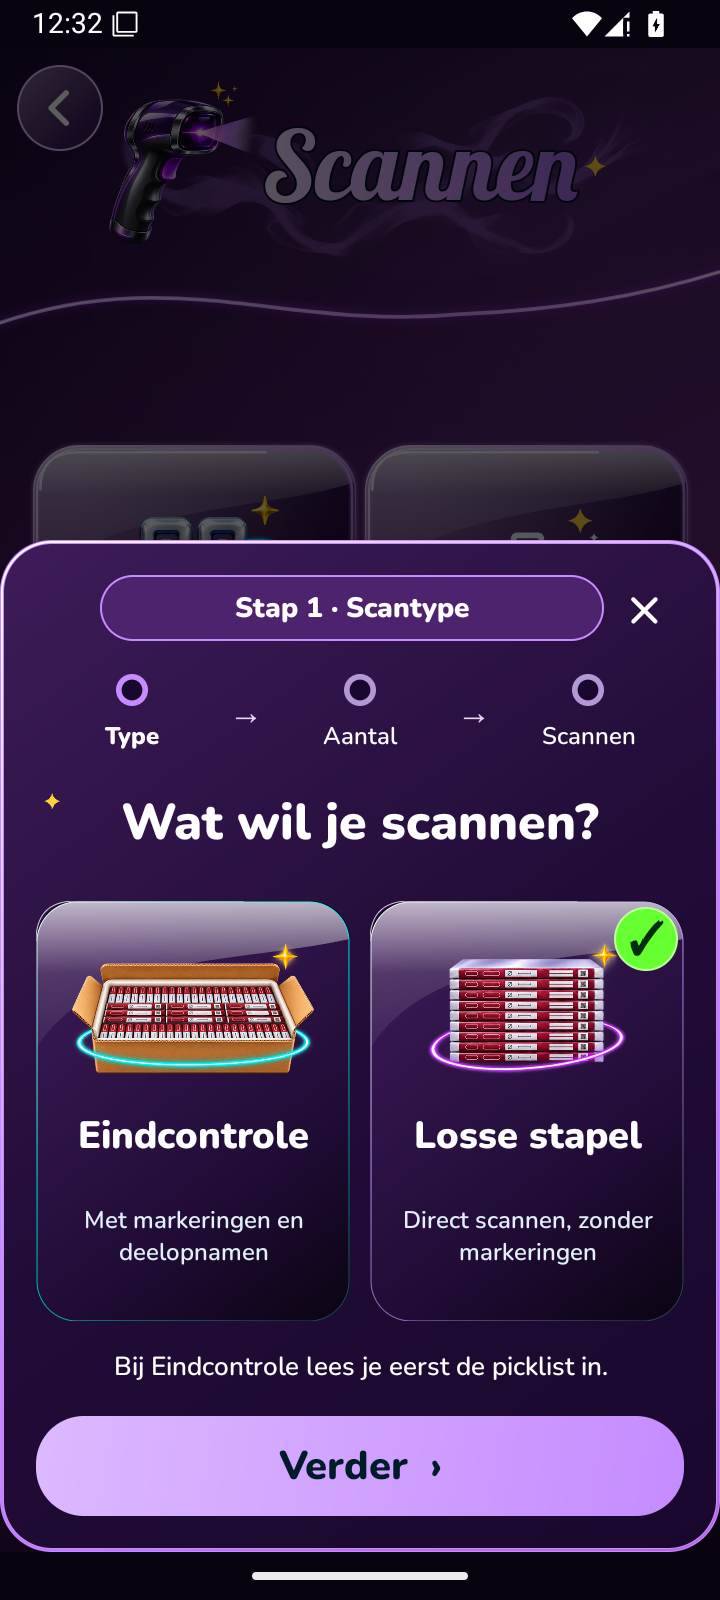 12:32
Scannen
Stap 1 · Scantype
Type → Aantal → Scannen
Wat wil je scannen?
Eindcontrole
Met markeringen en
deelopnamen
Losse stapel
Direct scannen, zonder
markeringen
Bij Eindcontrole lees je eerst de picklist in.
Verder ›